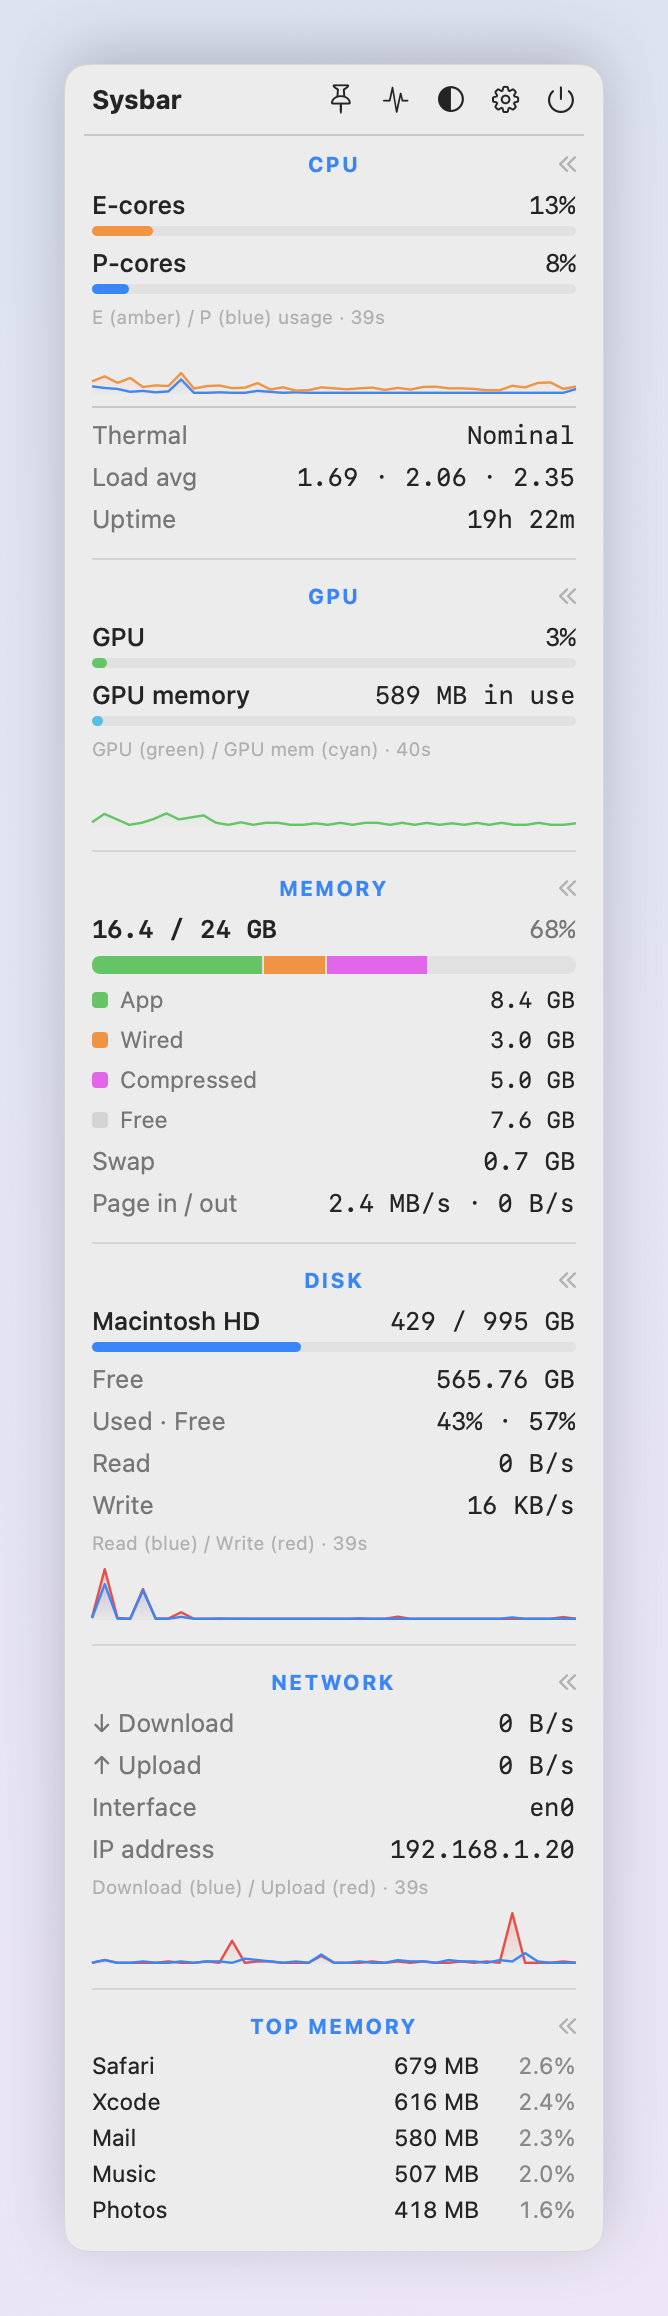 Sysbar
CPU
E-cores 13%
P-cores 8%
E (amber) / P (blue) usage · 39s
Thermal Nominal
Load avg 1.69 · 2.06 · 2.35
Uptime 19h 22m
GPU
GPU 3%
GPU memory 589 MB in use
GPU (green) / GPU mem (cyan) · 40s
MEMORY
16.4 / 24 GB 68%
App 8.4 GB
Wired 3.0 GB
Compressed 5.0 GB
Free 7.6 GB
Swap 0.7 GB
Page in / out 2.4 MB/s · 0 B/s
DISK
Macintosh HD 429 / 995 GB
Free 565.76 GB
Used · Free 43% · 57%
Read 0 B/s
Write 16 KB/s
Read (blue) / Write (red) · 39s
NETWORK
↓ Download 0 B/s
↑ Upload 0 B/s
Interface en0
IP address 192.168.1.20
Download (blue) / Upload (red) · 39s
TOP MEMORY
Safari 679 MB 2.6%
Xcode 616 MB 2.4%
Mail 580 MB 2.3%
Music 507 MB 2.0%
Photos 418 MB 1.6%